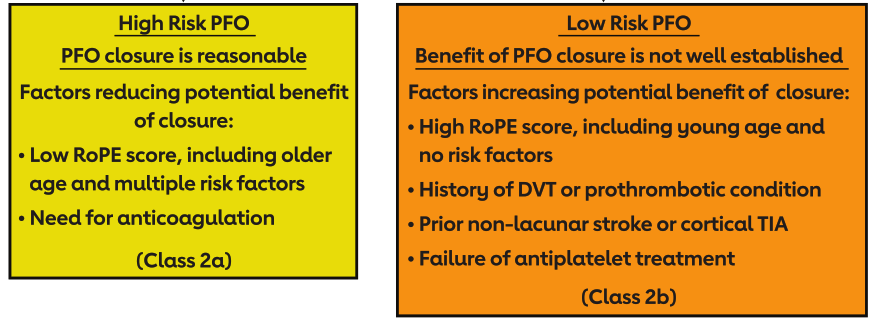 High Risk PFO
PFO closure is reasonable
Factors reducing potential benefit
of closure:
• Low RoPE score, including older
age and multiple risk factors
• Need for anticoagulation
(Class 2a)
Low Risk PFO
Benefit of PFO closure is not well established
Factors increasing potential benefit of closure:
• High RoPE score, including young age and
no risk factors
• History of DVT or prothrombotic condition
• Prior non-lacunar stroke or cortical TIA
• Failure of antiplatelet treatment
(Class 2b)